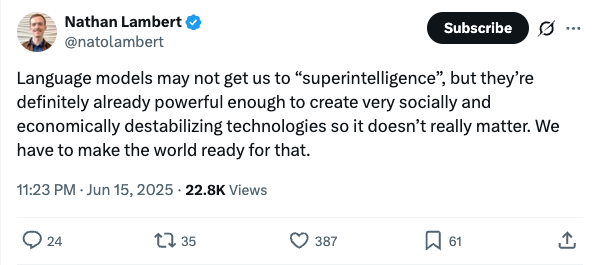 Nathan Lambert
Subscribe
@natolambert
Language models may not get us to “superintelligence”, but they’re
definitely already powerful enough to create very socially and
economically destabilizing technologies so it doesn’t really matter. We
have to make the world ready for that.
11:23 PM · Jun 15, 2025 · 22.8K Views
24 35 387 61